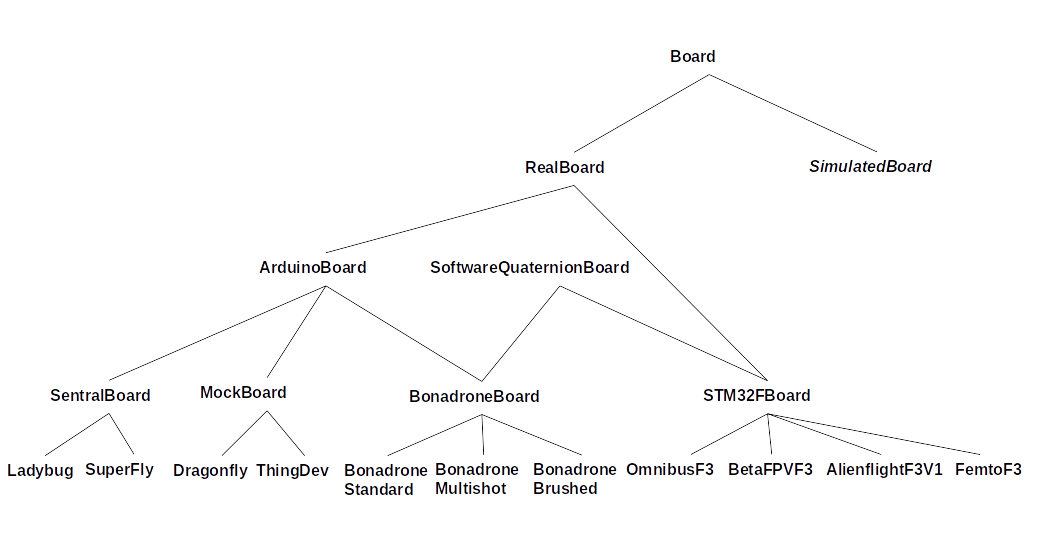 Board
RealBoard
SimulatedBoard
ArduinoBoard
SoftwareQuaternionBoard
SentralBoard
MockBoard
BonadroneBoard
STM32FBoard
Ladybug
SuperFly
Dragonfly
ThingDev
Bonadrone
Standard
Bonadrone
Multishot
Bonadrone
Brushed
OmnibusF3
BetaFPVF3
AlienflightF3V1
FemtoF3